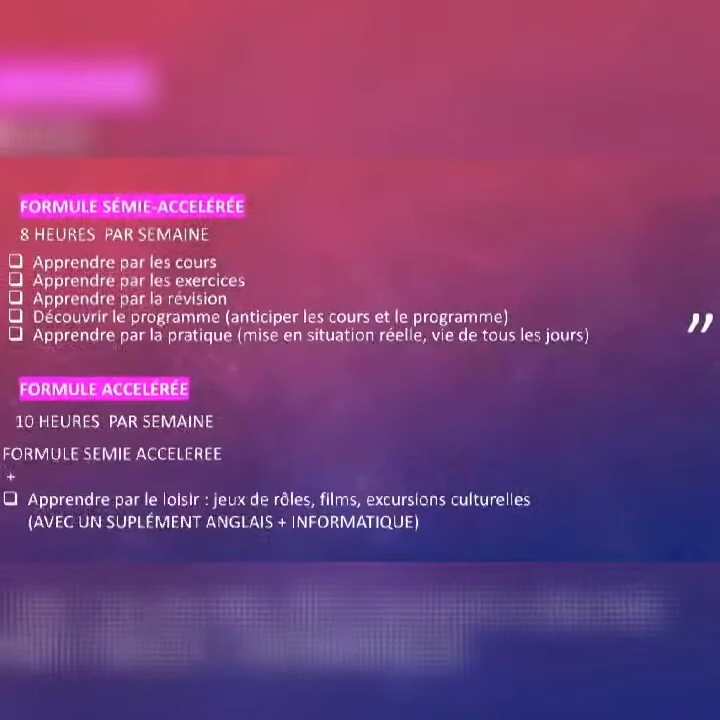 FORMULE SÉMIE-ACCELÉRÉE
8 HEURES PAR SEMAINE
❑ Apprendre par les cours
❑ Apprendre par les exercices
❑ Apprendre par la révision
❑ Découvrir le programme (anticiper les cours et le programme)
❑ Apprendre par la pratique (mise en situation réelle, vie de tous les jours)
”
FORMULE ACCELÉRÉE
10 HEURES PAR SEMAINE
FORMULE SEMIE ACCELEREE
+
❑ Apprendre par le loisir : jeux de rôles, films, excursions culturelles
(AVEC UN SUPLÉMENT ANGLAIS + INFORMATIQUE)